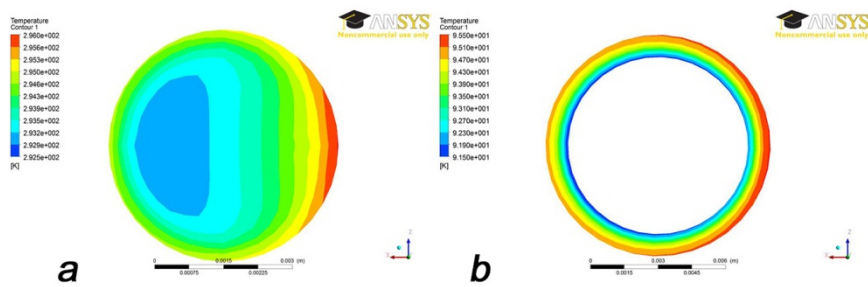 Temperature
Contour 1
2.960e+002
2.956e+002
2.953e+002
2.950e+002
2.946e+002
2.943e+002
2.939e+002
2.935e+002
2.932e+002
2.929e+002
2.925e+002
[K]
ANSYS
Noncommercial use only
0
0.0015
0.003
(m)
0.00075
0.00225
Z
X
a
Temperature
Contour 1
9.550e+001
9.510e+001
9.470e+001
9.430e+001
9.390e+001
9.350e+001
9.310e+001
9.270e+001
9.230e+001
9.190e+001
9.150e+001
[K]
ANSYS
Noncommercial use only
0
0.003
0.006
(m)
0.0015
0.0045
Z
X
b